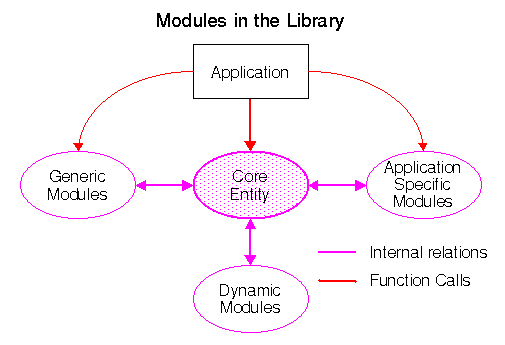 Modules in the Library
Application
Generic
Modules
Core
Entity
Application
Specific
Modules
Internal relations
Function Calls
Dynamic
Modules